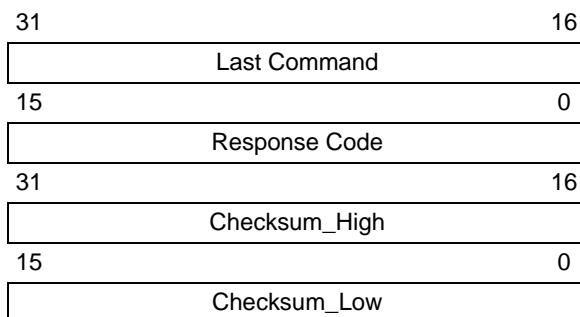 31 16
Last Command
15 0
Response Code
31 16
Checksum_High
15 0
Checksum_Low